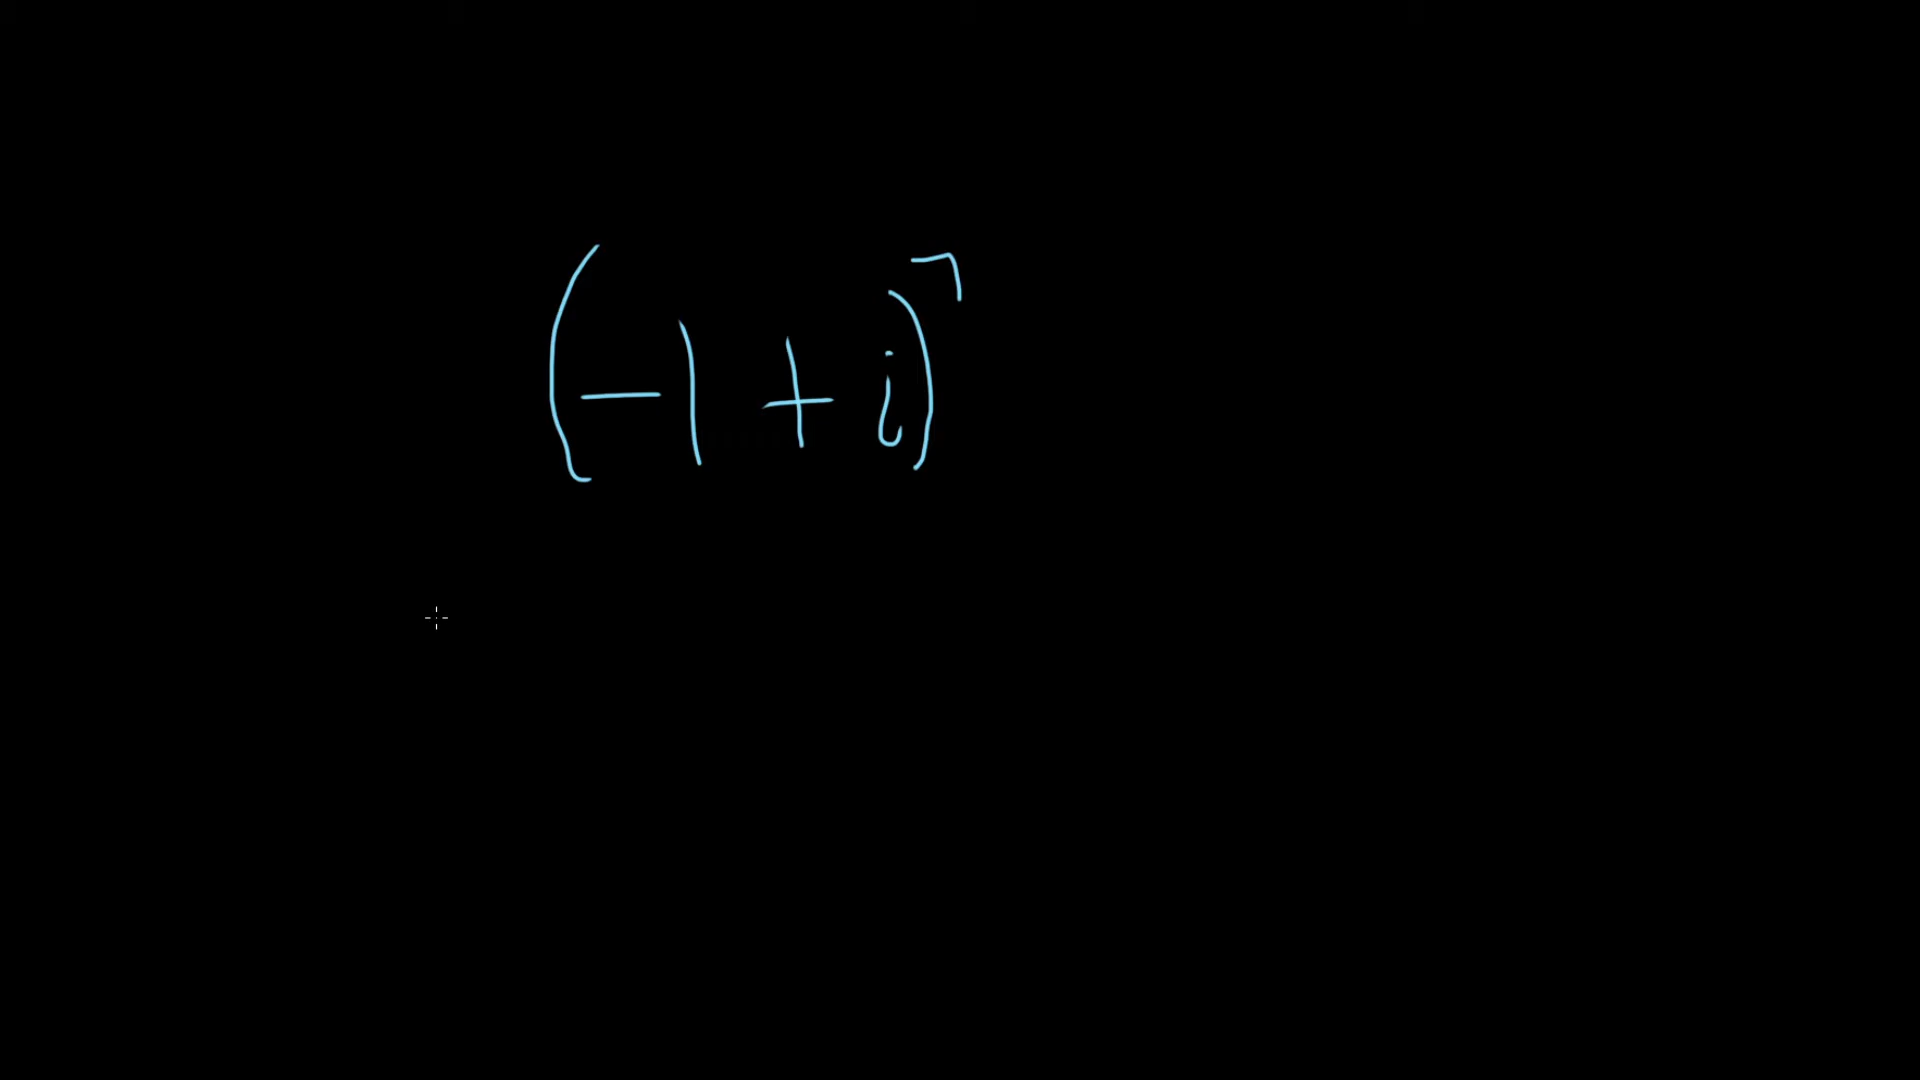 (-1 + i)⁷